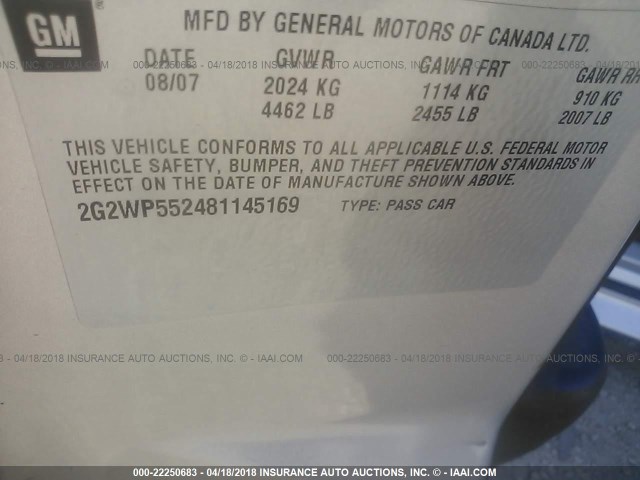 GM ®
MFD BY GENERAL MOTORS OF CANADA LTD.
DATE GVWR GAWR FRT GAWR RR
08/07 2024 KG 1114 KG 910 KG
4462 LB 2455 LB 2007 LB
THIS VEHICLE CONFORMS TO ALL APPLICABLE U.S. FEDERAL MOTOR
VEHICLE SAFETY, BUMPER, AND THEFT PREVENTION STANDARDS IN
EFFECT ON THE DATE OF MANUFACTURE SHOWN ABOVE.
2G2WP552481145169 TYPE: PASS CAR
000-22250683 - 04/18/2018 INSURANCE AUTO AUCTIONS, INC. © - IAAI.COM